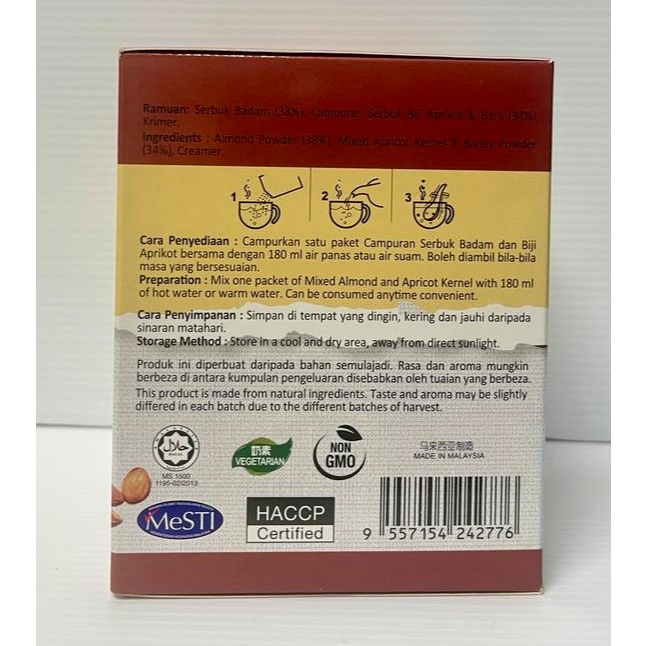 Ramuan: Serbuk Badam (38%), Campuran Serbuk Biji Aprikot & Barli (34%),
Krimer.
Ingredients : Almond Powder (38%), Mixed Apricot Kernel & Barley Powder
(34%), Creamer.
1 2 3
Cara Penyediaan : Campurkan satu paket Campuran Serbuk Badam dan Biji
Aprikot bersama dengan 180 ml air panas atau air suam. Boleh diambil bila-bila
masa yang bersesuaian.
Preparation : Mix one packet of Mixed Almond and Apricot Kernel with 180 ml
of hot water or warm water. Can be consumed anytime convenient.
Cara Penyimpanan : Simpan di tempat yang dingin, kering dan jauhi daripada
sinaran matahari.
Storage Method : Store in a cool and dry area, away from direct sunlight.
Produk ini diperbuat daripada bahan semulajadi. Rasa dan aroma mungkin
berbeza di antara kumpulan pengeluaran disebabkan oleh tuaian yang berbeza.
This product is made from natural ingredients. Taste and aroma may be slightly
differed in each batch due to the different batches of harvest.
حلال
MS 1500
1195-02/2013
奶素
VEGETARIAN
NON
GMO
马来西亚制造
MADE IN MALAYSIA
MeSTI
HACCP
Certified
9 557154 242776